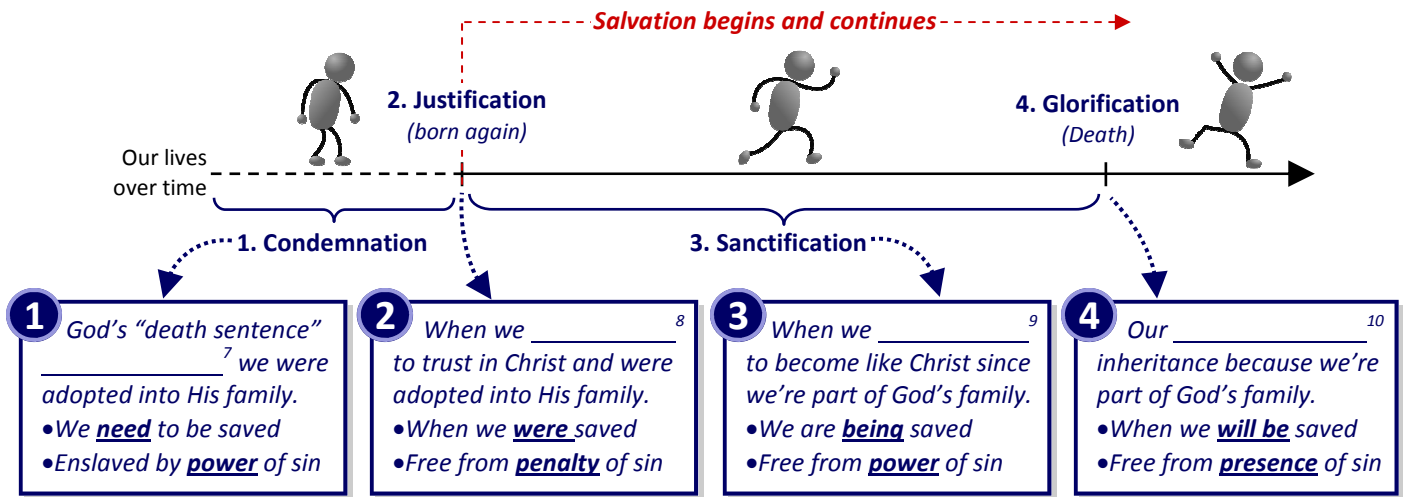 Salvation begins and continues
2. Justification
(born again)
4. Glorification
(Death)
Our lives
over time
1. Condemnation
3. Sanctification
1
God's “death sentence”
_______________ 7 we were
adopted into His family.
•We need to be saved
•Enslaved by power of sin
2
When we ____________ 8
to trust in Christ and were
adopted into His family.
•When we were saved
•Free from penalty of sin
3
When we _____________ 9
to become like Christ since
we're part of God's family.
•We are being saved
•Free from power of sin
4
Our ________________ 10
inheritance because we're
part of God's family.
•When we will be saved
•Free from presence of sin